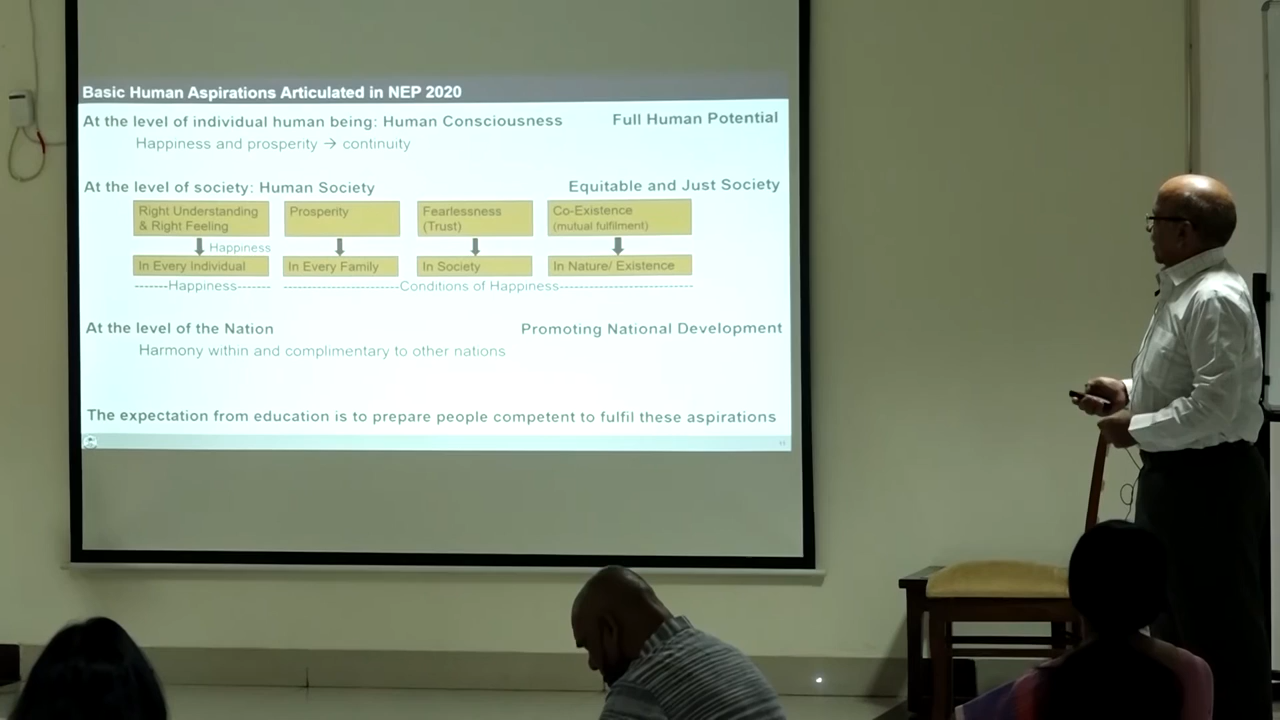 Basic Human Aspirations Articulated in NEP 2020
At the level of individual human being: Human Consciousness Full Human Potential
Happiness and prosperity → continuity
At the level of society: Human Society Equitable and Just Society
Right Understanding & Right Feeling
Prosperity
Fearlessness (Trust)
Co-Existence (mutual fulfilment)
Happiness
In Every Individual In Every Family In Society In Nature/ Existence
-------Happiness------- --------------------Conditions of Happiness-----------------------
At the level of the Nation Promoting National Development
Harmony within and complimentary to other nations
The expectation from education is to prepare people competent to fulfil these aspirations